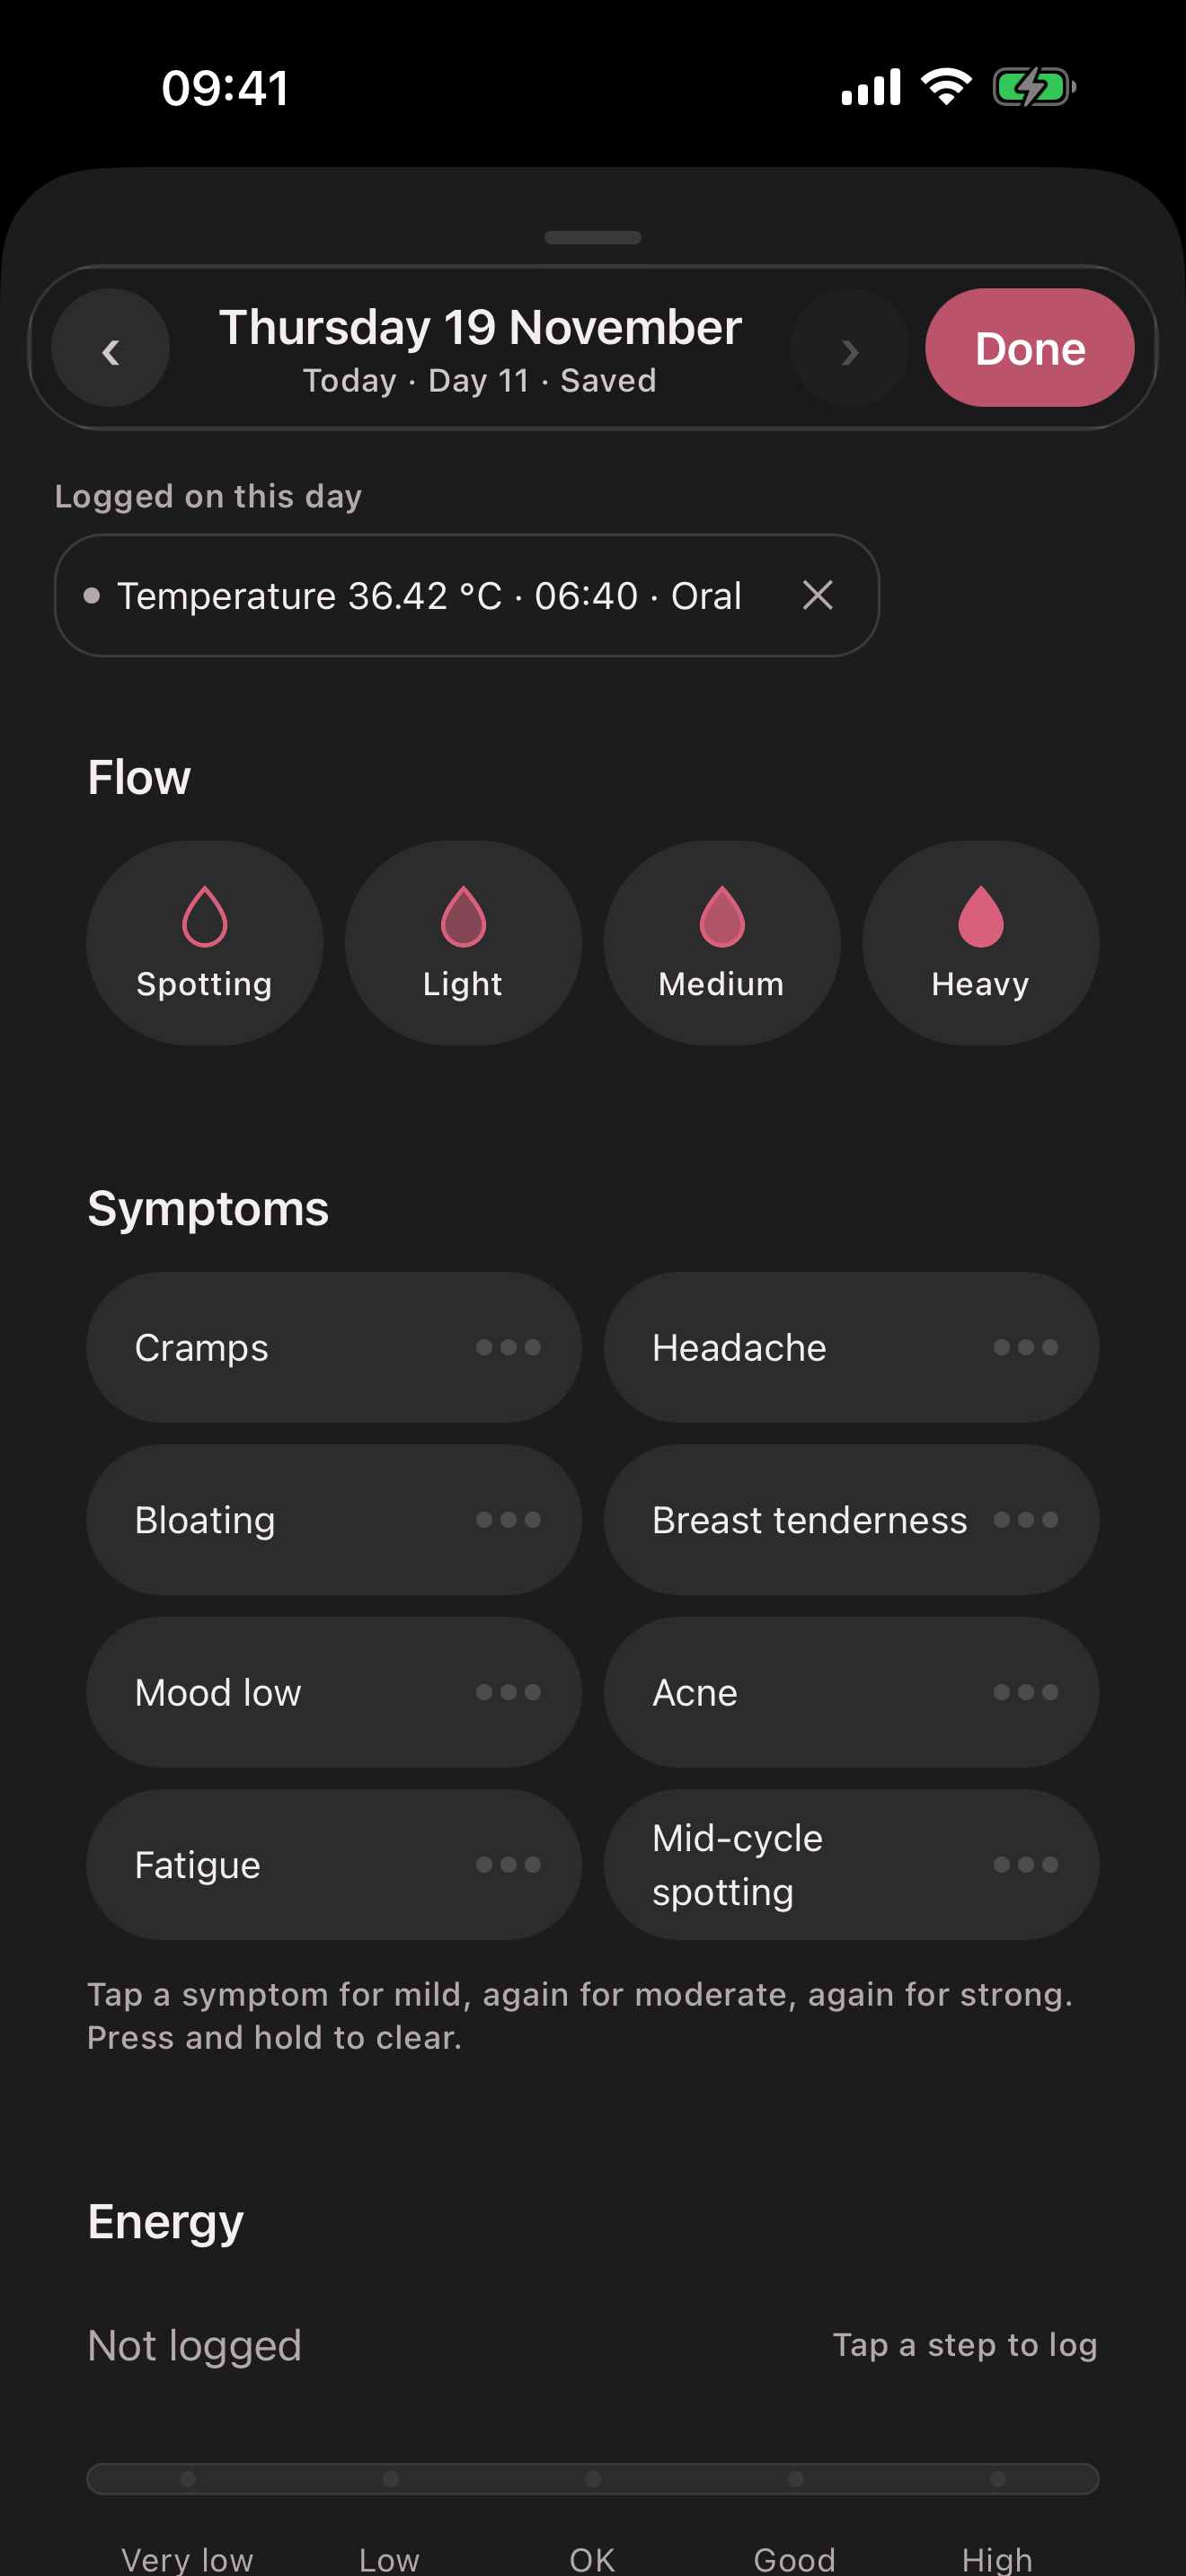 09:41
‹
Thursday 19 November
Today · Day 11 · Saved
›
Done
Logged on this day
Temperature 36.42 °C · 06:40 · Oral
Flow
Spotting
Light
Medium
Heavy
Symptoms
Cramps
Headache
Bloating
Breast tenderness
Mood low
Acne
Fatigue
Mid-cycle
spotting
Tap a symptom for mild, again for moderate, again for strong.
Press and hold to clear.
Energy
Not logged
Tap a step to log
Very low
Low
OK
Good
High